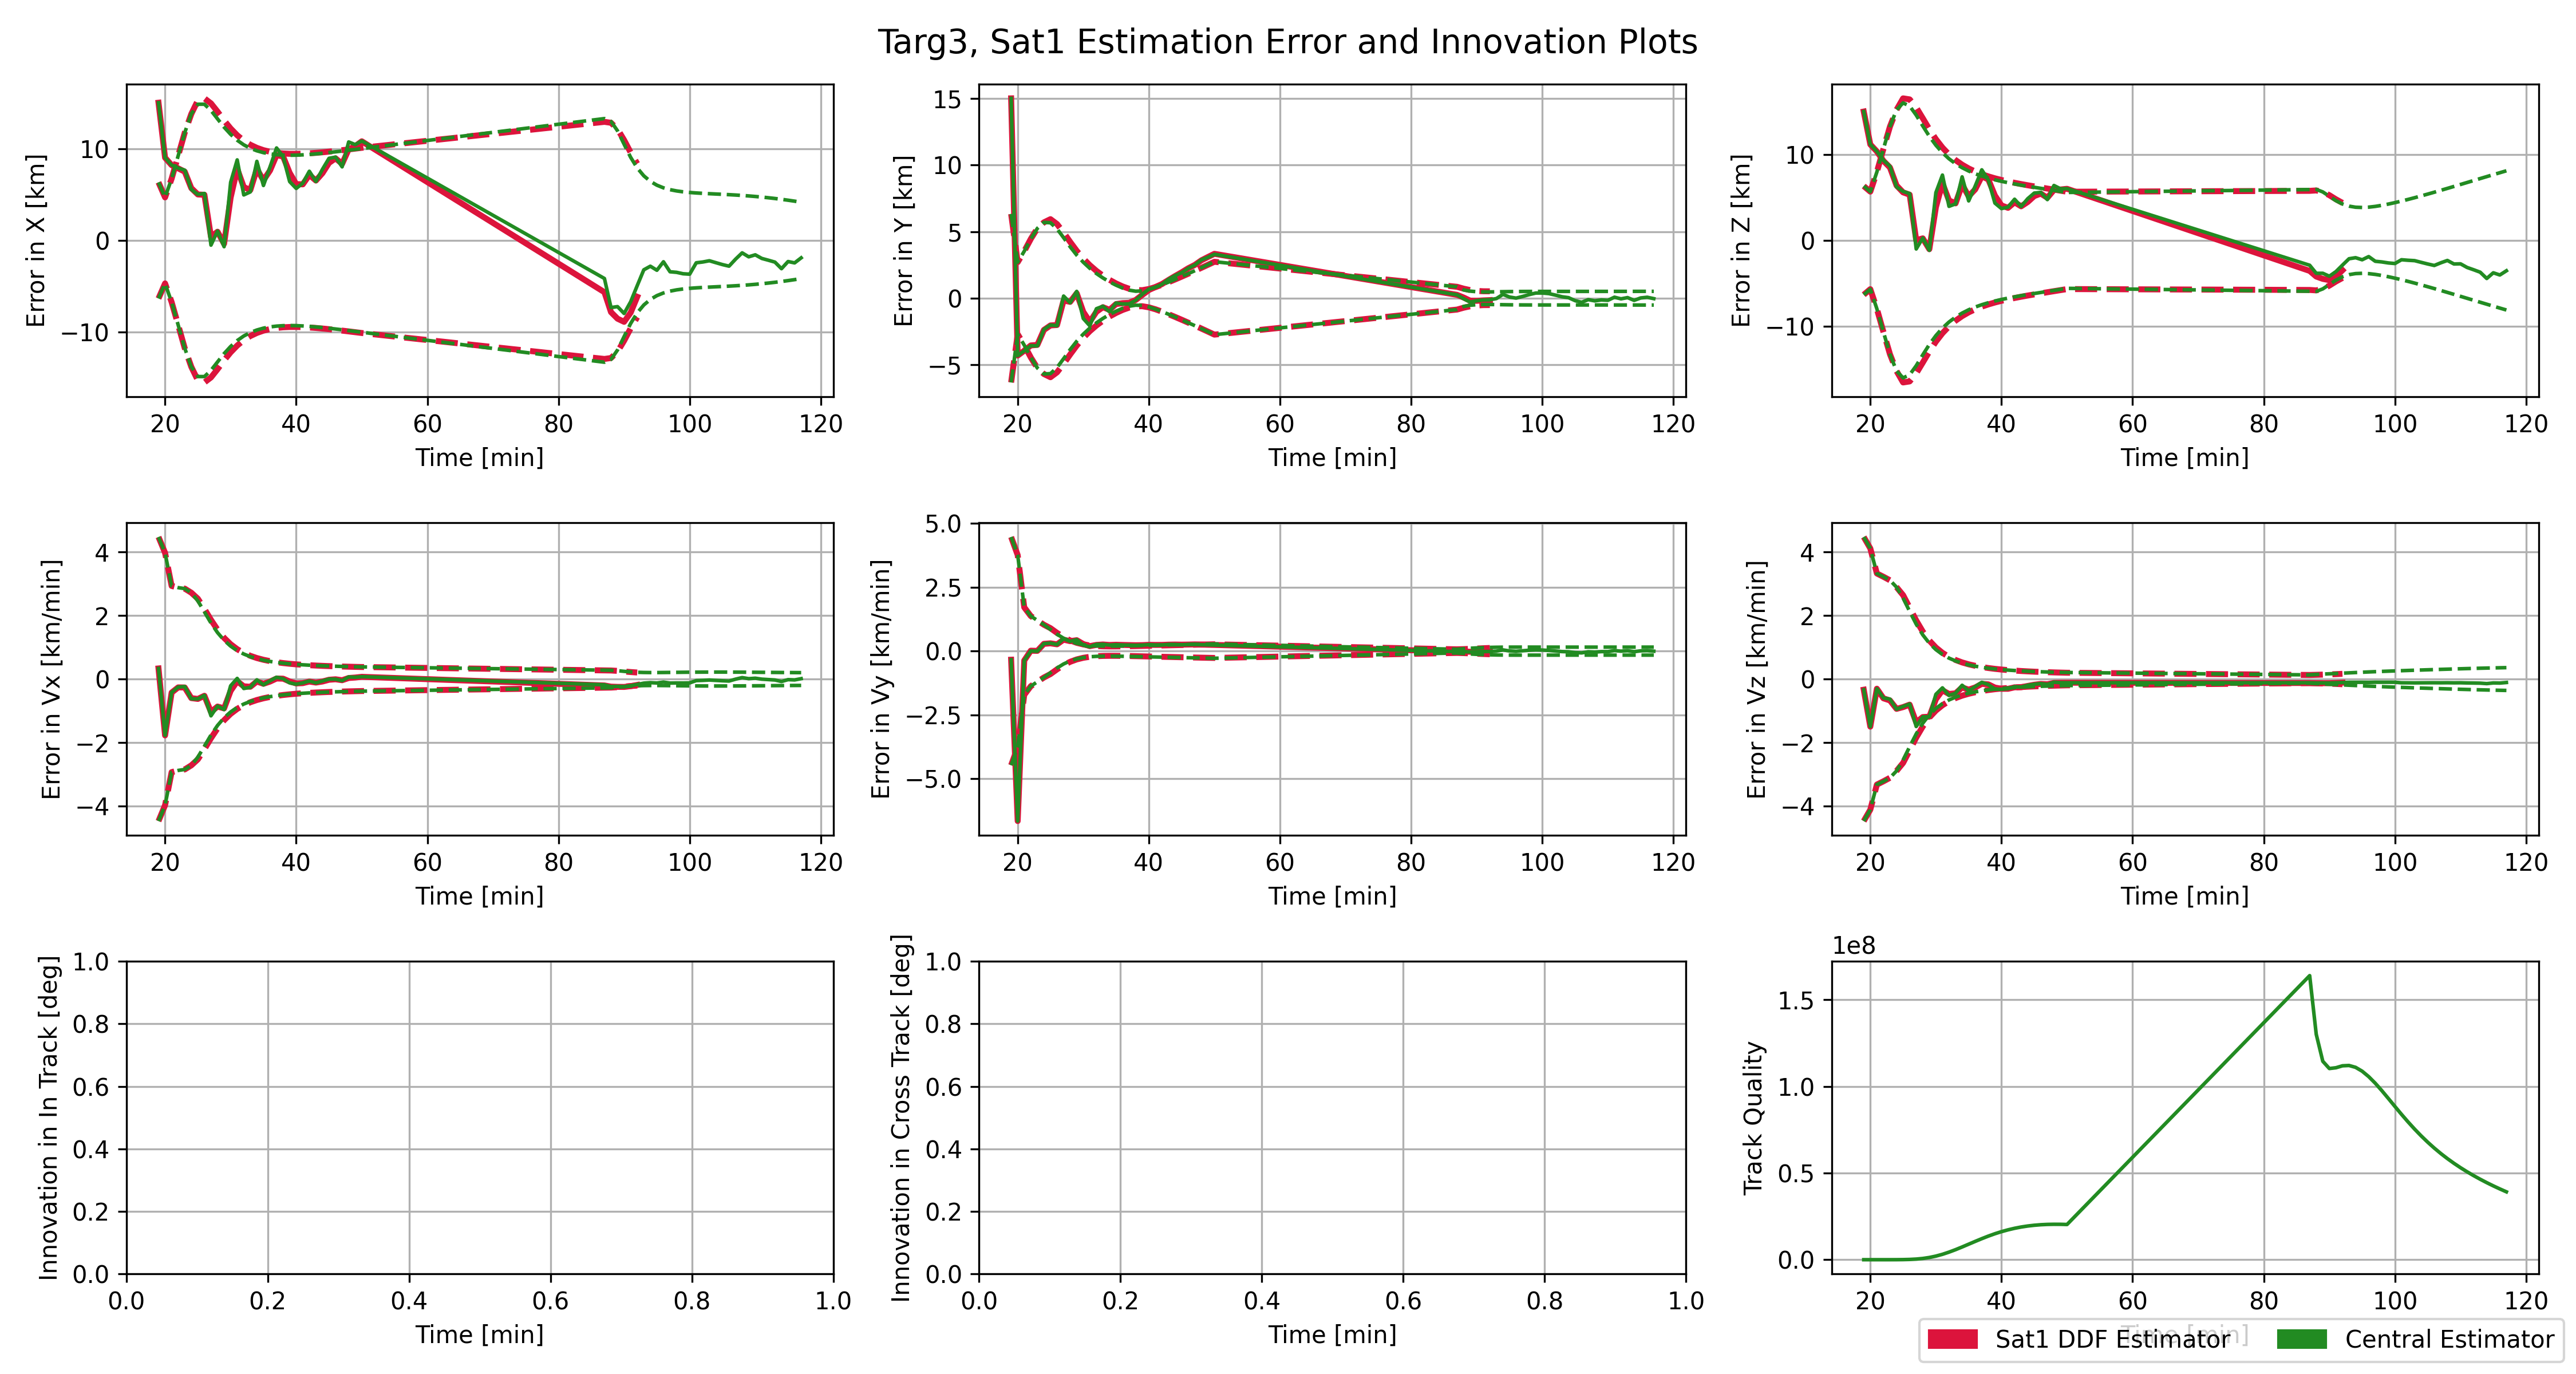 Targ3, Sat1 Estimation Error and Innovation Plots
Error in X [km]
10
0
−10
20 40 60 80 100 120
Time [min]
Error in Y [km]
15
10
5
0
−5
20 40 60 80 100 120
Time [min]
Error in Z [km]
10
0
−10
20 40 60 80 100 120
Time [min]
Error in Vx [km/min]
4
2
0
−2
−4
20 40 60 80 100 120
Time [min]
Error in Vy [km/min]
5.0
2.5
0.0
−2.5
−5.0
20 40 60 80 100 120
Time [min]
Error in Vz [km/min]
4
2
0
−2
−4
20 40 60 80 100 120
Time [min]
Innovation in In Track [deg]
1.0
0.8
0.6
0.4
0.2
0.0
0.0 0.2 0.4 0.6 0.8 1.0
Time [min]
Innovation in Cross Track [deg]
1.0
0.8
0.6
0.4
0.2
0.0
0.0 0.2 0.4 0.6 0.8 1.0
Time [min]
1e8
Track Quality
1.5
1.0
0.5
0.0
20 40 60 80 100 120
Time [min]
Sat1 DDF Estimator
Central Estimator